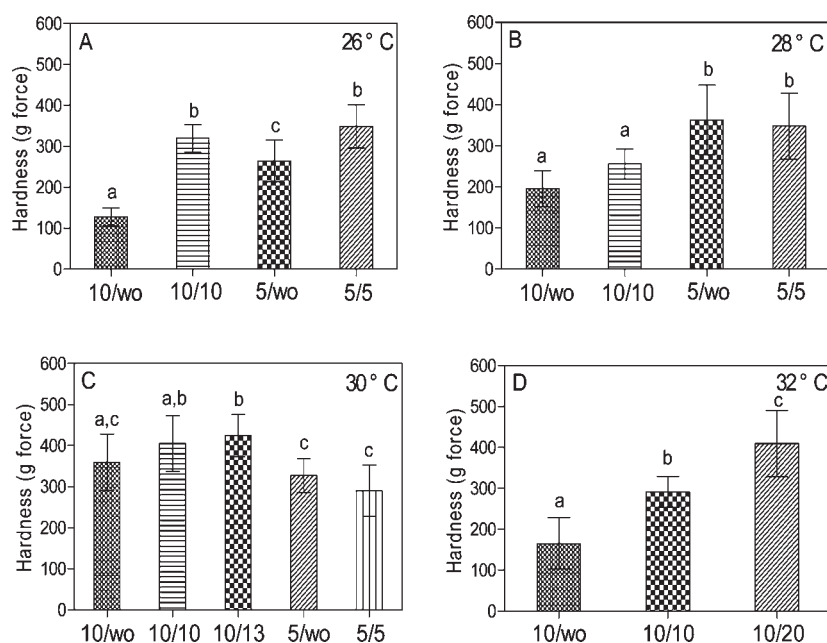 A
26° C
Hardness (g force)
600
500
400
300
200
100
0
a
b
c
b
10/wo
10/10
5/wo
5/5
B
28° C
Hardness (g force)
600
500
400
300
200
100
0
a
a
b
b
10/wo
10/10
5/wo
5/5
C
30° C
Hardness (g force)
600
500
400
300
200
100
0
a,c
a,b
b
c
c
10/wo
10/10
10/13
5/wo
5/5
D
32° C
Hardness (g force)
600
500
400
300
200
100
0
a
b
c
10/wo
10/10
10/20